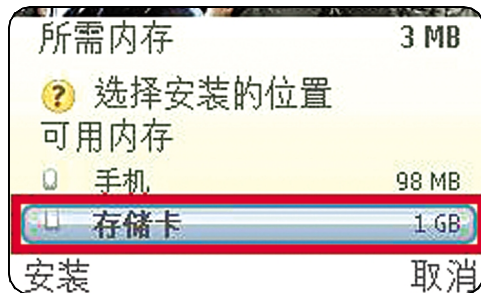 所需内存 3 MB
选择安装的位置
可用内存
手机 98 MB
存储卡 1 GB
安装 取消